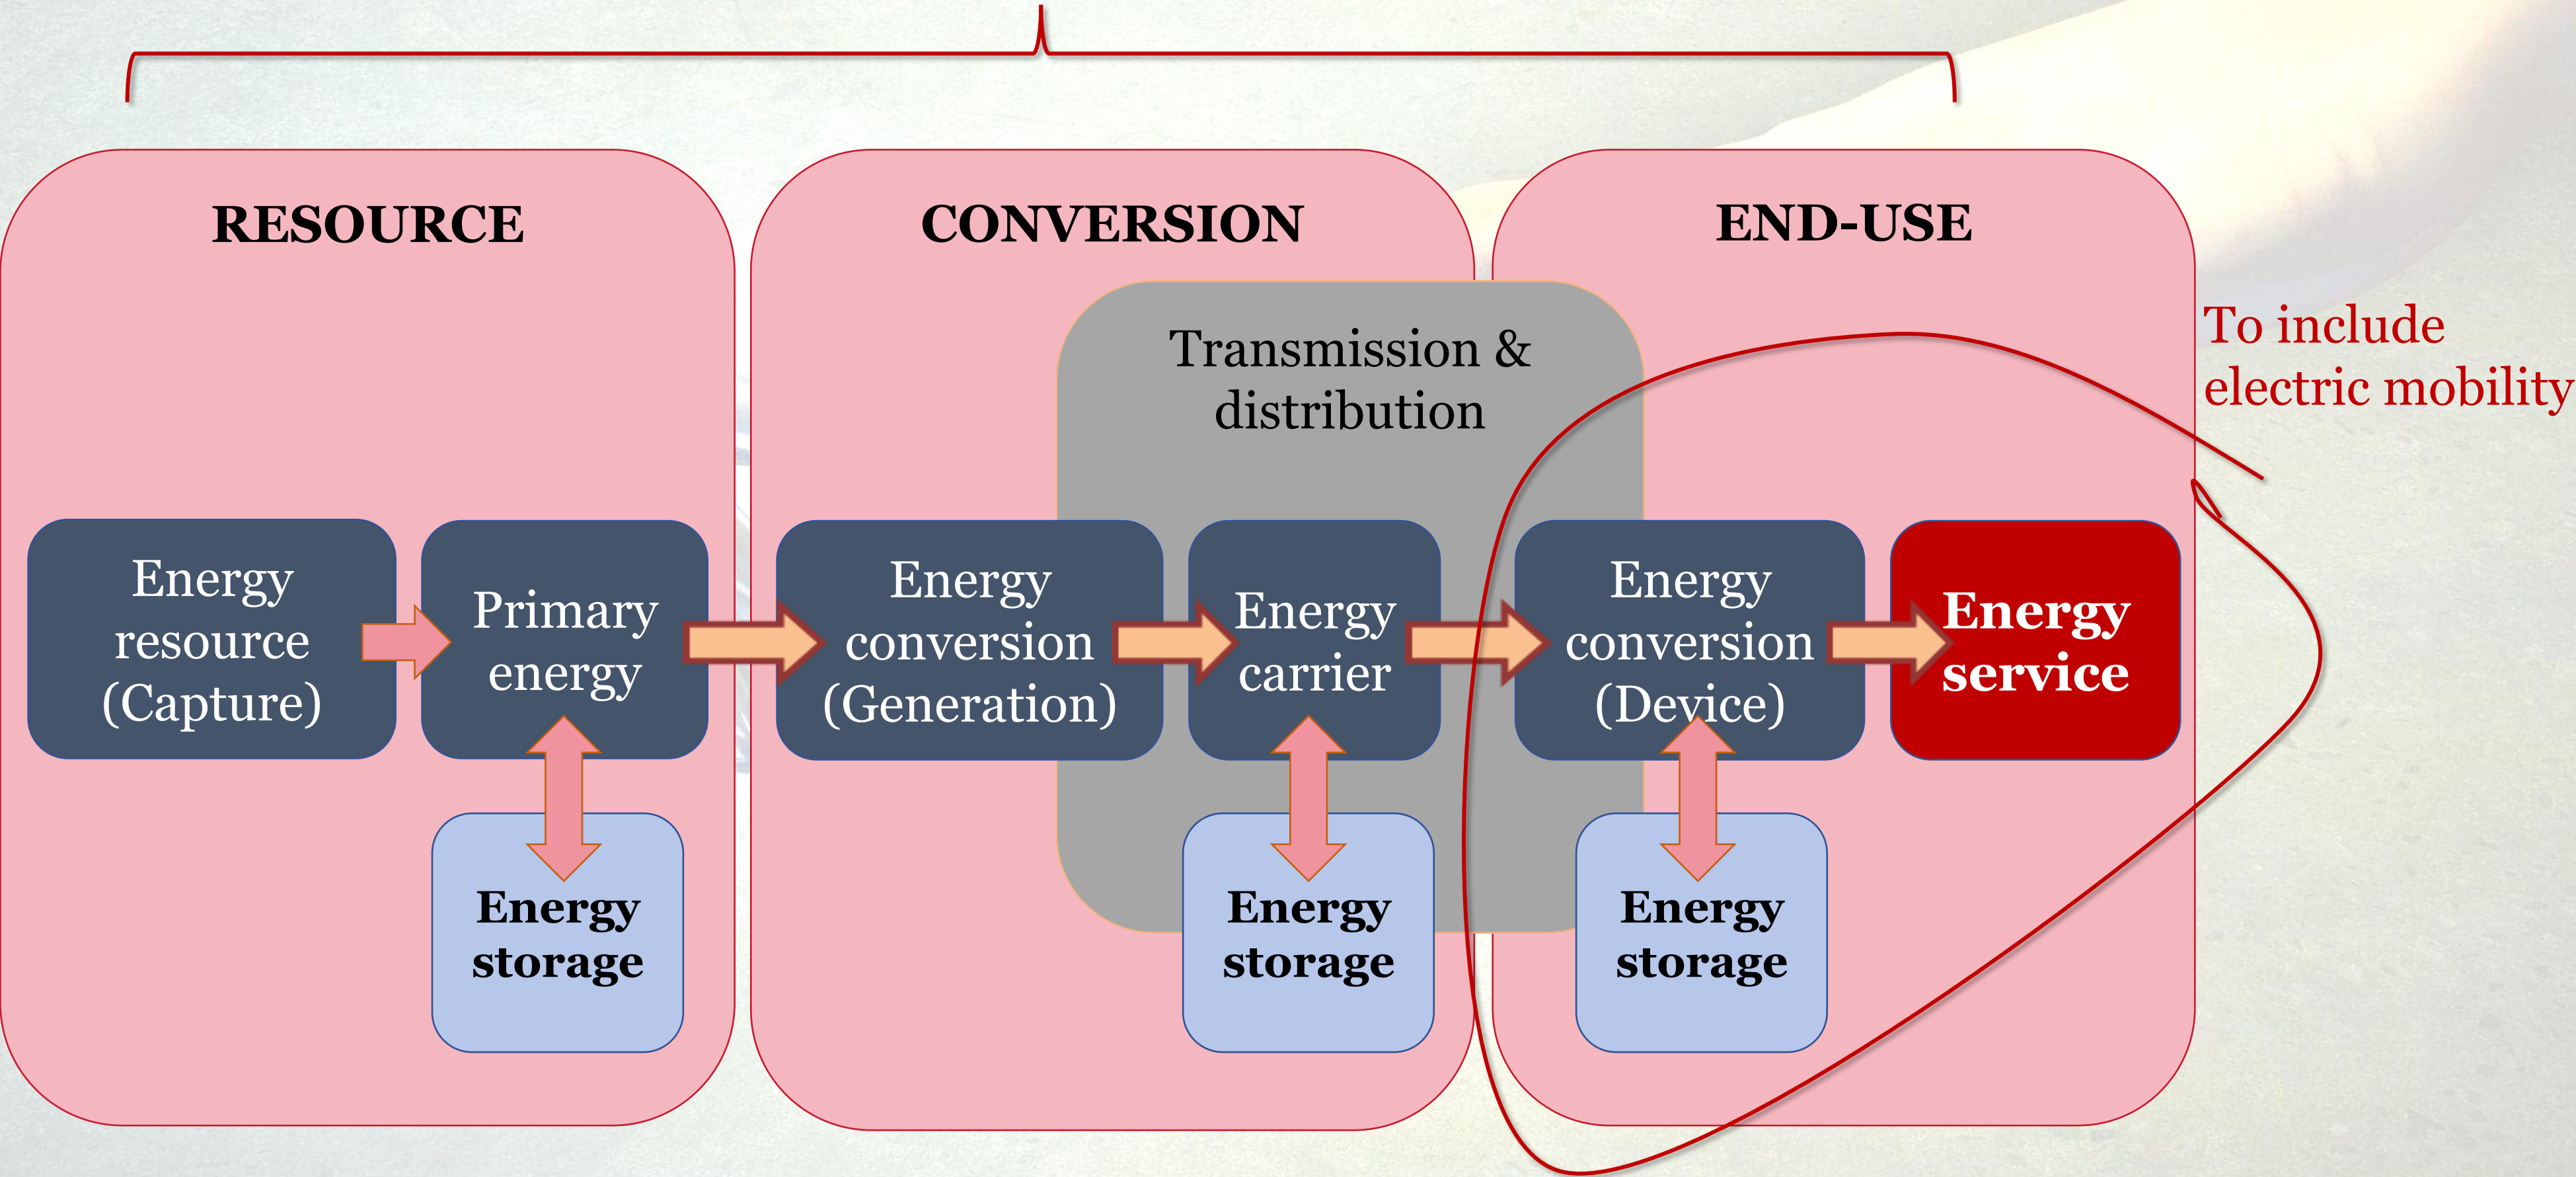 RESOURCE
CONVERSION
END-USE
Transmission &
distribution
To include
electric mobility
Energy
resource
(Capture)
Primary
energy
Energy
conversion
(Generation)
Energy
carrier
Energy
conversion
(Device)
Energy
service
Energy
storage
Energy
storage
Energy
storage